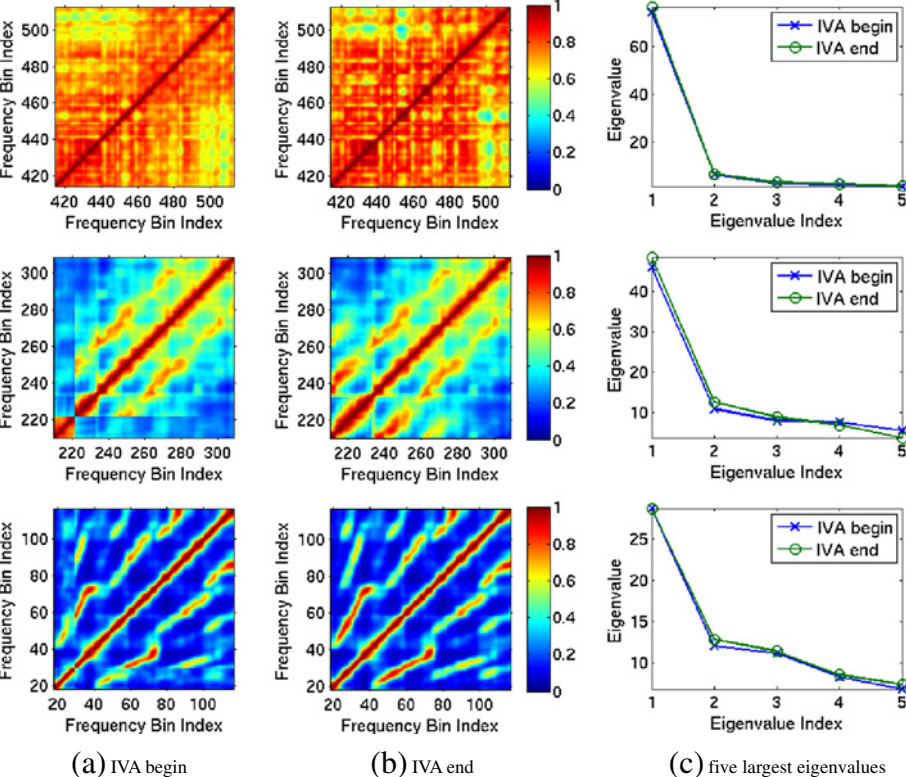 500
480
460
440
420
Frequency Bin Index
420 440 460 480 500
Frequency Bin Index
500
480
460
440
420
Frequency Bin Index
420 440 460 480 500
Frequency Bin Index
1
0.8
0.6
0.4
0.2
0
60
40
20
Eigenvalue
1 2 3 4 5
Eigenvalue Index
IVA begin
IVA end
300
280
260
240
220
Frequency Bin Index
220 240 260 280 300
Frequency Bin Index
300
280
260
240
220
Frequency Bin Index
220 240 260 280 300
Frequency Bin Index
1
0.8
0.6
0.4
0.2
0
40
30
20
10
Eigenvalue
1 2 3 4 5
Eigenvalue Index
IVA begin
IVA end
100
80
60
40
20
Frequency Bin Index
20 40 60 80 100
Frequency Bin Index
100
80
60
40
20
Frequency Bin Index
20 40 60 80 100
Frequency Bin Index
1
0.8
0.6
0.4
0.2
0
25
20
15
10
Eigenvalue
1 2 3 4 5
Eigenvalue Index
IVA begin
IVA end
(a) IVA begin
(b) IVA end
(c) five largest eigenvalues